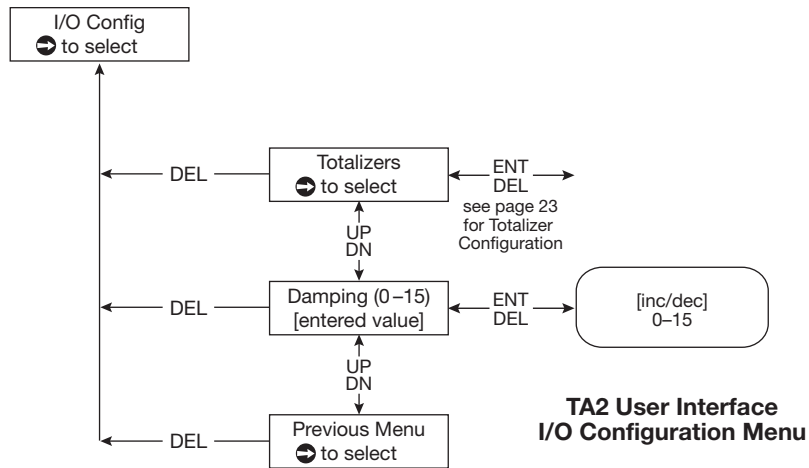 I/O Config
to select
DEL
Totalizers
to select
ENT
DEL
see page 23
for Totalizer
Configuration
UP
DN
DEL
Damping (0–15)
[entered value]
ENT
DEL
[inc/dec]
0–15
UP
DN
DEL
Previous Menu
to select
TA2 User Interface
I/O Configuration Menu